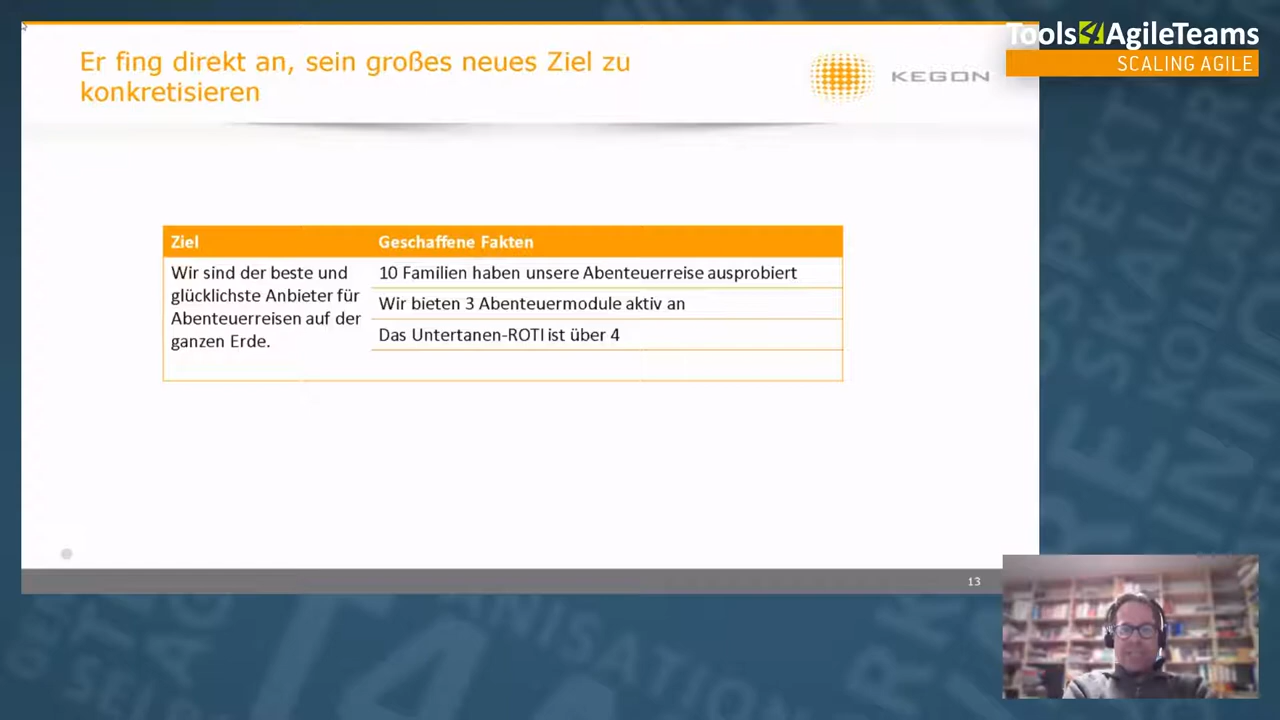 Er fing direkt an, sein großes neues Ziel zu
konkretisieren
KEGON
Tools4AgileTeams
SCALING AGILE
Ziel
Geschaffene Fakten
Wir sind der beste und
glücklichste Anbieter für
Abenteuerreisen auf der
ganzen Erde.
10 Familien haben unsere Abenteuerreise ausprobiert
Wir bieten 3 Abenteuermodule aktiv an
Das Untertanen-ROTI ist über 4
13